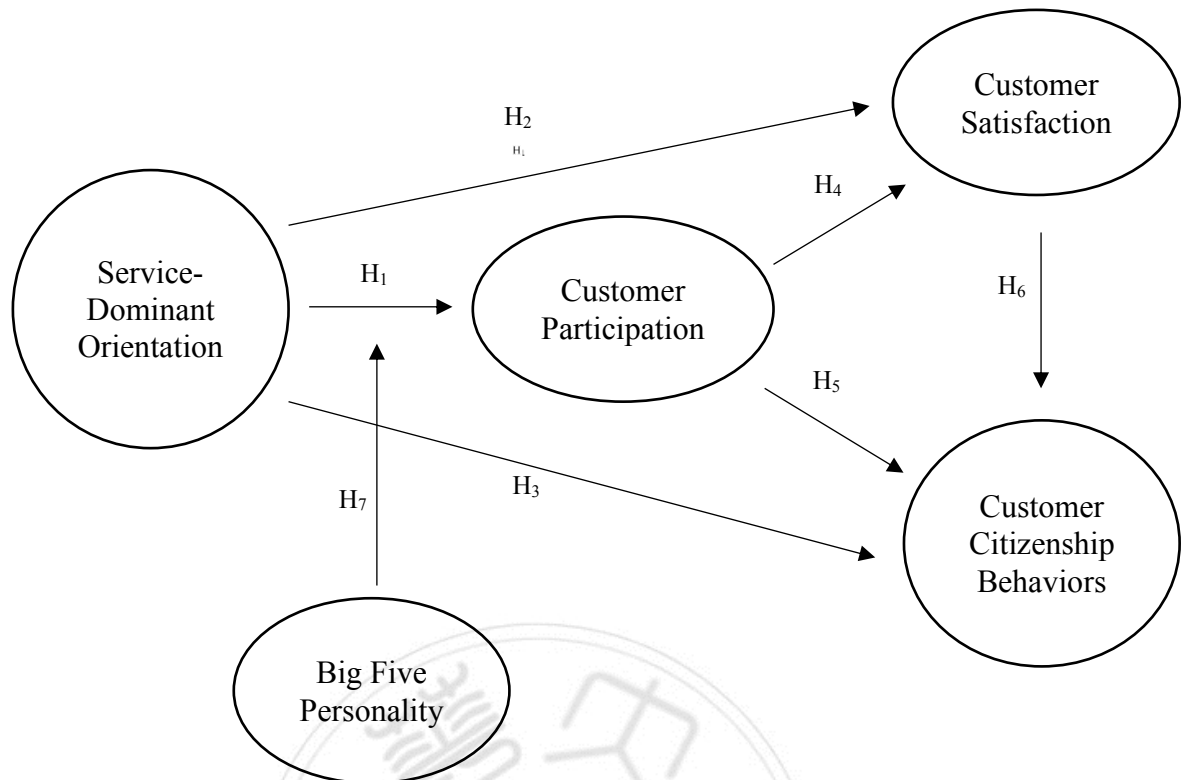 Customer
Satisfaction
H₂
H₁
H₄
Service-
Dominant
Orientation
H₁
Customer
Participation
H₆
H₅
H₇
H₃
Customer
Citizenship
Behaviors
Big Five
Personality